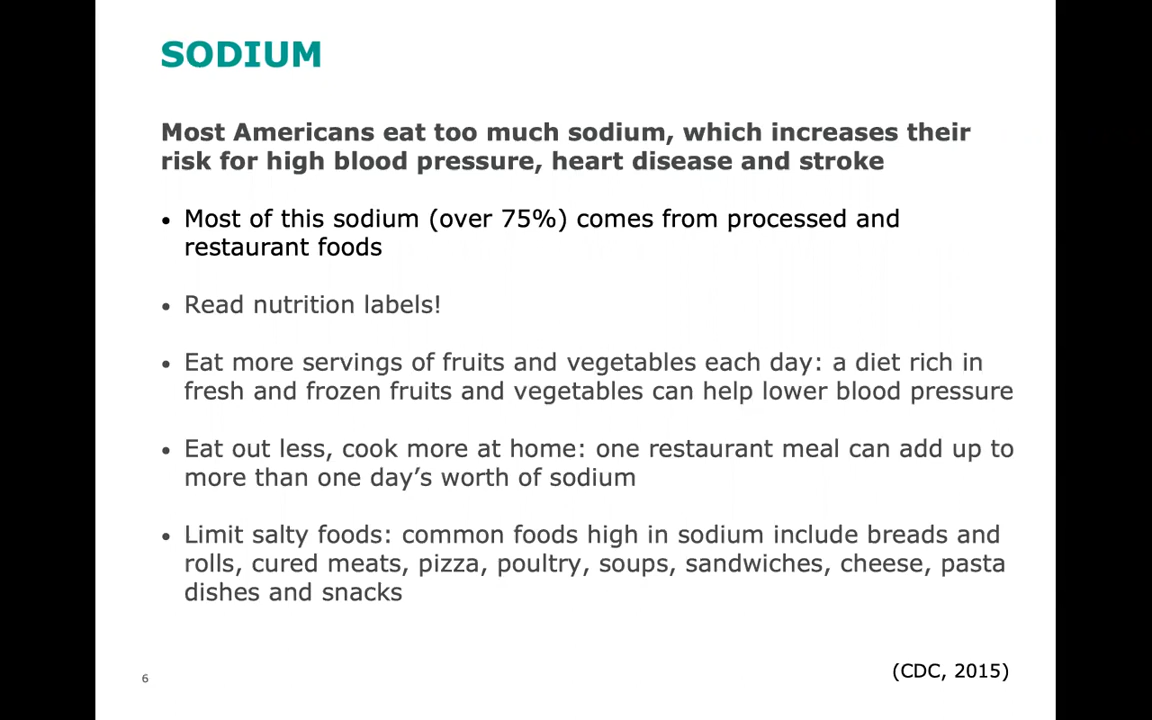 SODIUM
Most Americans eat too much sodium, which increases their
risk for high blood pressure, heart disease and stroke
• Most of this sodium (over 75%) comes from processed and
restaurant foods
• Read nutrition labels!
• Eat more servings of fruits and vegetables each day: a diet rich in
fresh and frozen fruits and vegetables can help lower blood pressure
• Eat out less, cook more at home: one restaurant meal can add up to
more than one day’s worth of sodium
• Limit salty foods: common foods high in sodium include breads and
rolls, cured meats, pizza, poultry, soups, sandwiches, cheese, pasta
dishes and snacks
(CDC, 2015)
6